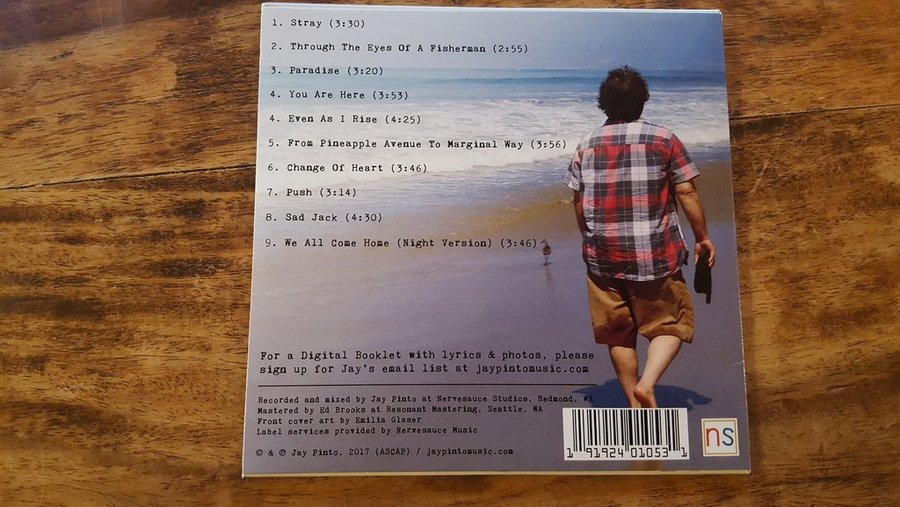 1. Stray (3:30)
2. Through The Eyes Of A Fisherman (2:55)
3. Paradise (3:20)
4. You Are Here (3:53)
4. Even As I Rise (4:25)
5. From Pineapple Avenue To Marginal Way (3:56)
6. Change Of Heart (3:46)
7. Push (3:14)
8. Sad Jack (4:30)
9. We All Come Home (Night Version) (3:46)
For a Digital Booklet with lyrics & photos, please
sign up for Jay's email list at jaypintomusic.com
Recorded and mixed by Jay Pinto at Nervesauce Studios, Redmond, WA
Mastered by Ed Brooks at Resonant Mastering, Seattle, WA
Front cover art by Emilia Glaser
Label services provided by Nervesauce Music
© & ℗ Jay Pinto, 2017 (ASCAP) / jaypintomusic.com
1 91924 01053 1
ns